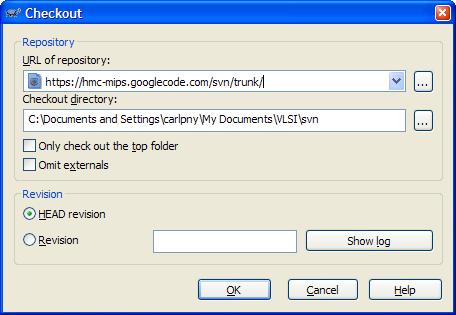 Checkout
Repository
URL of repository:
https://hmc-mips.googlecode.com/svn/trunk/
...
Checkout directory:
C:\Documents and Settings\carlpny\My Documents\VLSI\svn
...
Only check out the top folder
Omit externals
Revision
HEAD revision
Revision
Show log
OK
Cancel
Help